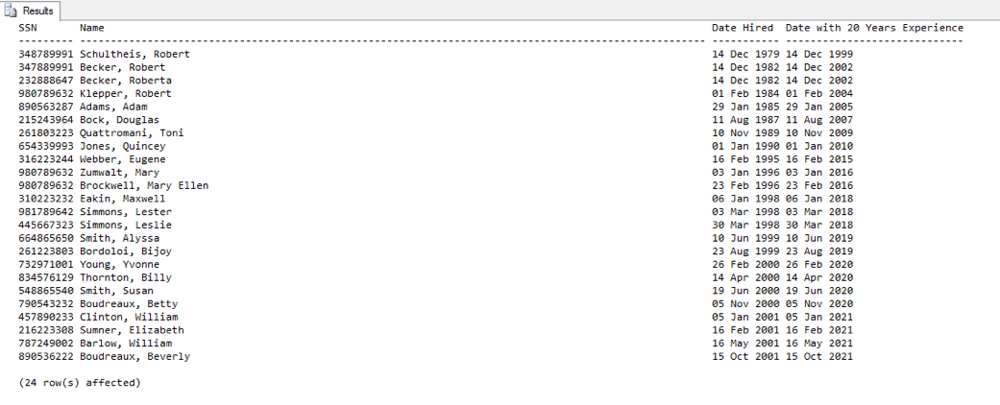 Results
SSN Name Date Hired Date with 20 Years Experience
--------- ---------------------------------------------------------------------------------------- ----------- -----------------------------
348789991 Schultheis, Robert 14 Dec 1979 14 Dec 1999
347889991 Becker, Robert 14 Dec 1982 14 Dec 2002
232888647 Becker, Roberta 14 Dec 1982 14 Dec 2002
980789632 Klepper, Robert 01 Feb 1984 01 Feb 2004
890563287 Adams, Adam 29 Jan 1985 29 Jan 2005
215243964 Bock, Douglas 11 Aug 1987 11 Aug 2007
261803223 Quattromani, Toni 10 Nov 1989 10 Nov 2009
654339993 Jones, Quincey 01 Jan 1990 01 Jan 2010
316223244 Webber, Eugene 16 Feb 1995 16 Feb 2015
980789632 Zumwalt, Mary 03 Jan 1996 03 Jan 2016
980789632 Brockwell, Mary Ellen 23 Feb 1996 23 Feb 2016
310223232 Eakin, Maxwell 06 Jan 1998 06 Jan 2018
981789642 Simmons, Lester 03 Mar 1998 03 Mar 2018
445667323 Simmons, Leslie 30 Mar 1998 30 Mar 2018
664865650 Smith, Alyssa 10 Jun 1999 10 Jun 2019
261223803 Bordoloi, Bijoy 23 Aug 1999 23 Aug 2019
732971001 Young, Yvonne 26 Feb 2000 26 Feb 2020
834576129 Thornton, Billy 14 Apr 2000 14 Apr 2020
548865540 Smith, Susan 19 Jun 2000 19 Jun 2020
790543232 Boudreaux, Betty 05 Nov 2000 05 Nov 2020
457890233 Clinton, William 05 Jan 2001 05 Jan 2021
216223308 Sumner, Elizabeth 16 Feb 2001 16 Feb 2021
787249002 Barlow, William 16 May 2001 16 May 2021
890536222 Boudreaux, Beverly 15 Oct 2001 15 Oct 2021
(24 row(s) affected)